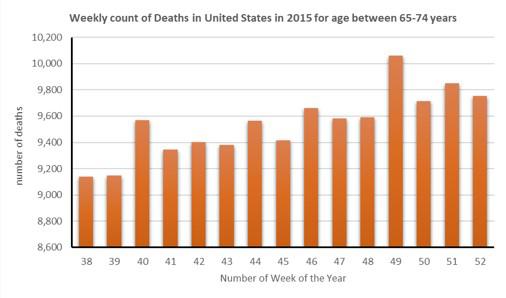 Weekly count of Deaths in United States in 2015 for age between 65-74 years
10,200
10,000
9,800
9,600
9,400
9,200
9,000
8,800
8,600
number of deaths
38 39 40 41 42 43 44 45 46 47 48 49 50 51 52
Number of Week of the Year